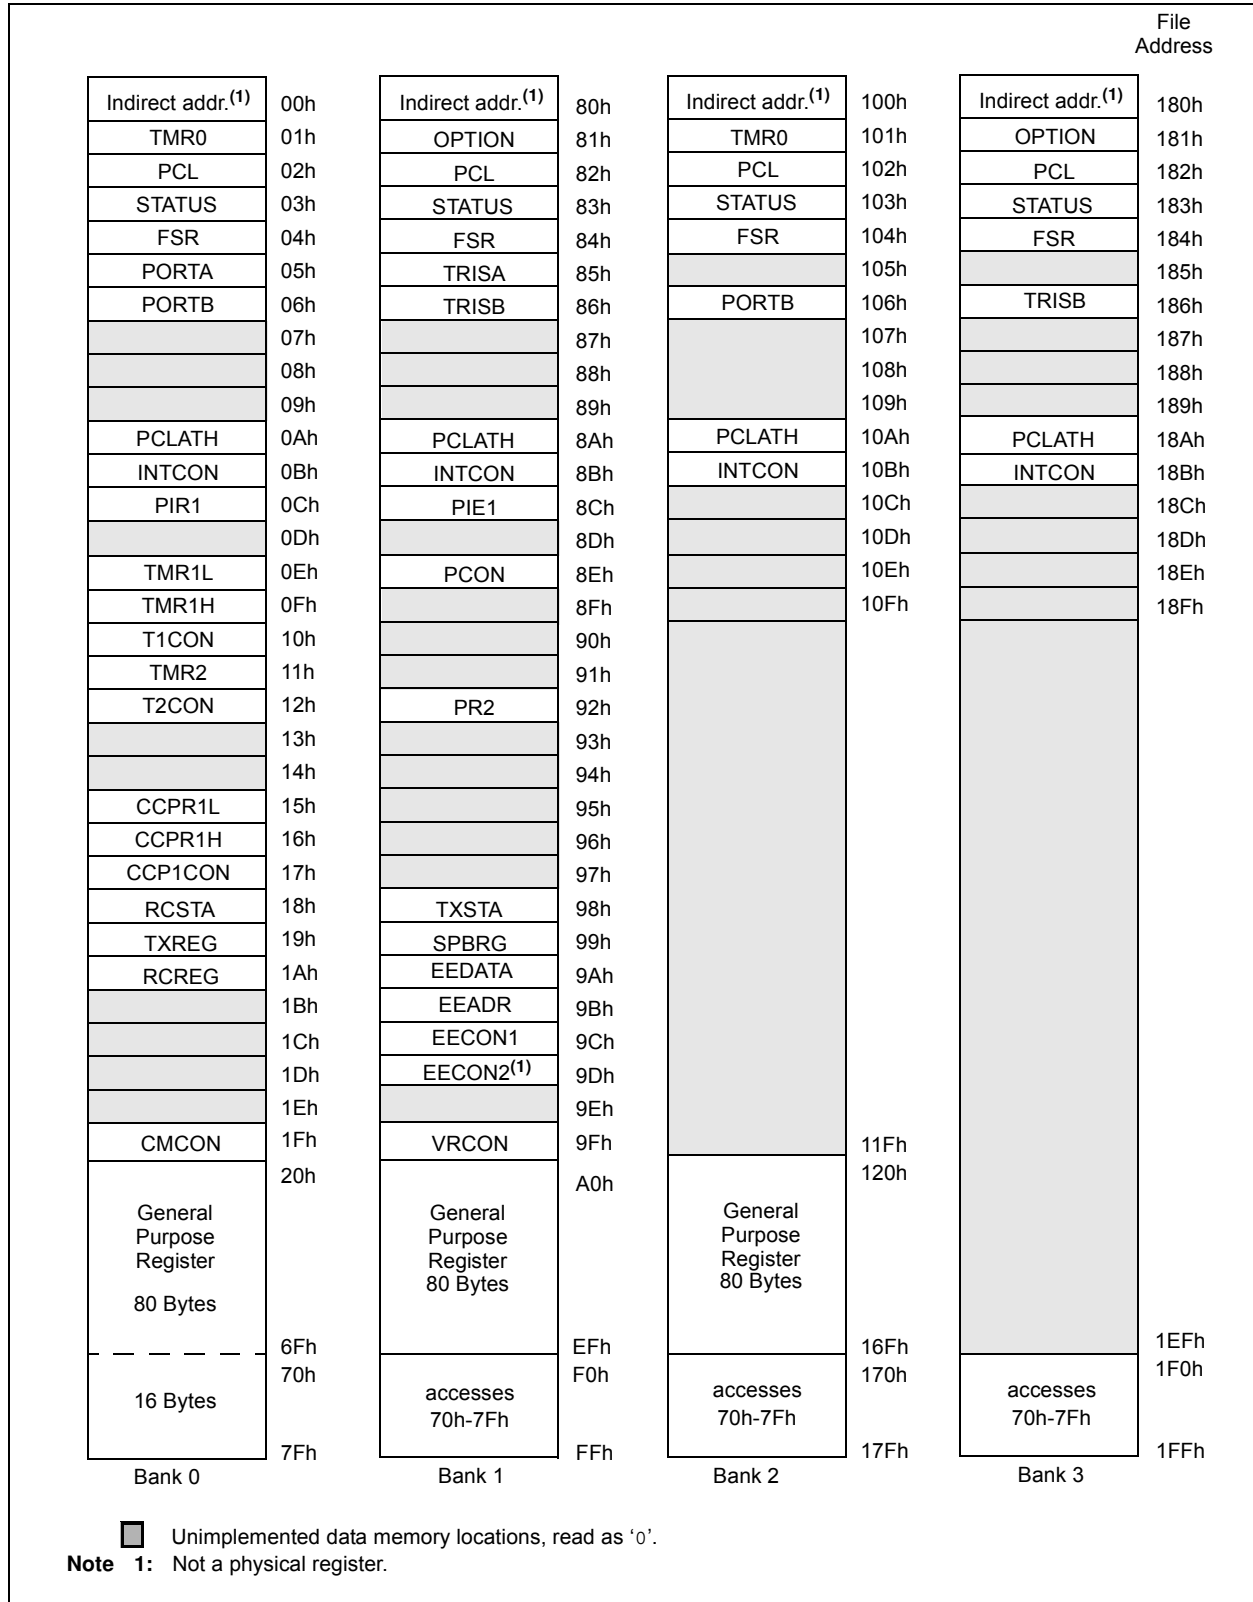 File
Address
Indirect addr.(1) 00h Indirect addr.(1) 80h Indirect addr.(1) 100h Indirect addr.(1) 180h
TMR0 01h OPTION 81h TMR0 101h OPTION 181h
PCL 02h PCL 82h PCL 102h PCL 182h
STATUS 03h STATUS 83h STATUS 103h STATUS 183h
FSR 04h FSR 84h FSR 104h FSR 184h
PORTA 05h TRISA 85h 105h 185h
PORTB 06h TRISB 86h PORTB 106h TRISB 186h
07h 87h 107h 187h
08h 88h 108h 188h
09h 89h 109h 189h
PCLATH 0Ah PCLATH 8Ah PCLATH 10Ah PCLATH 18Ah
INTCON 0Bh INTCON 8Bh INTCON 10Bh INTCON 18Bh
PIR1 0Ch PIE1 8Ch 10Ch 18Ch
0Dh 8Dh 10Dh 18Dh
TMR1L 0Eh PCON 8Eh 10Eh 18Eh
TMR1H 0Fh 8Fh 10Fh 18Fh
T1CON 10h 90h
TMR2 11h 91h
T2CON 12h PR2 92h
13h 93h
14h 94h
CCPR1L 15h 95h
CCPR1H 16h 96h
CCP1CON 17h 97h
RCSTA 18h TXSTA 98h
TXREG 19h SPBRG 99h
RCREG 1Ah EEDATA 9Ah
1Bh EEADR 9Bh
1Ch EECON1 9Ch
1Dh EECON2(1) 9Dh
1Eh 9Eh
CMCON 1Fh VRCON 9Fh 11Fh
20h A0h 120h
General General General
Purpose Purpose Purpose
Register Register Register
80 Bytes 80 Bytes 80 Bytes
6Fh EFh 16Fh 1EFh
70h F0h 170h 1F0h
16 Bytes accesses accesses accesses
70h-7Fh 70h-7Fh 70h-7Fh
7Fh FFh 17Fh 1FFh
Bank 0 Bank 1 Bank 2 Bank 3
Unimplemented data memory locations, read as ‘0’.
Note 1: Not a physical register.